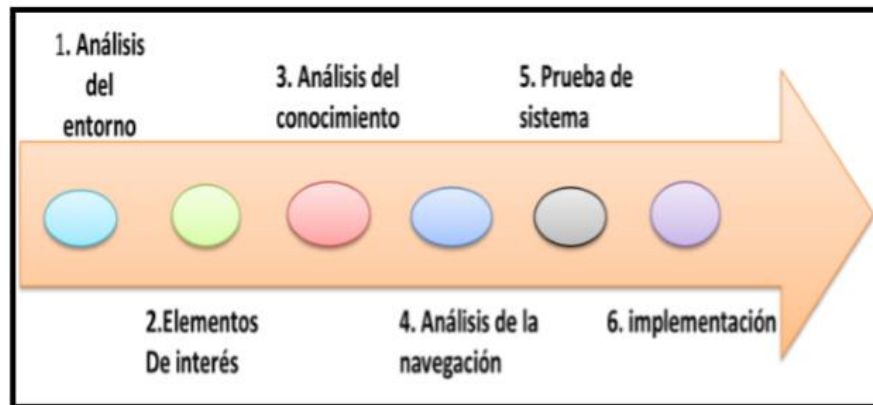 1. Análisis
del
entorno
2.Elementos
De interés
3. Análisis del
conocimiento
4. Análisis de la
navegación
5. Prueba de
sistema
6. implementación